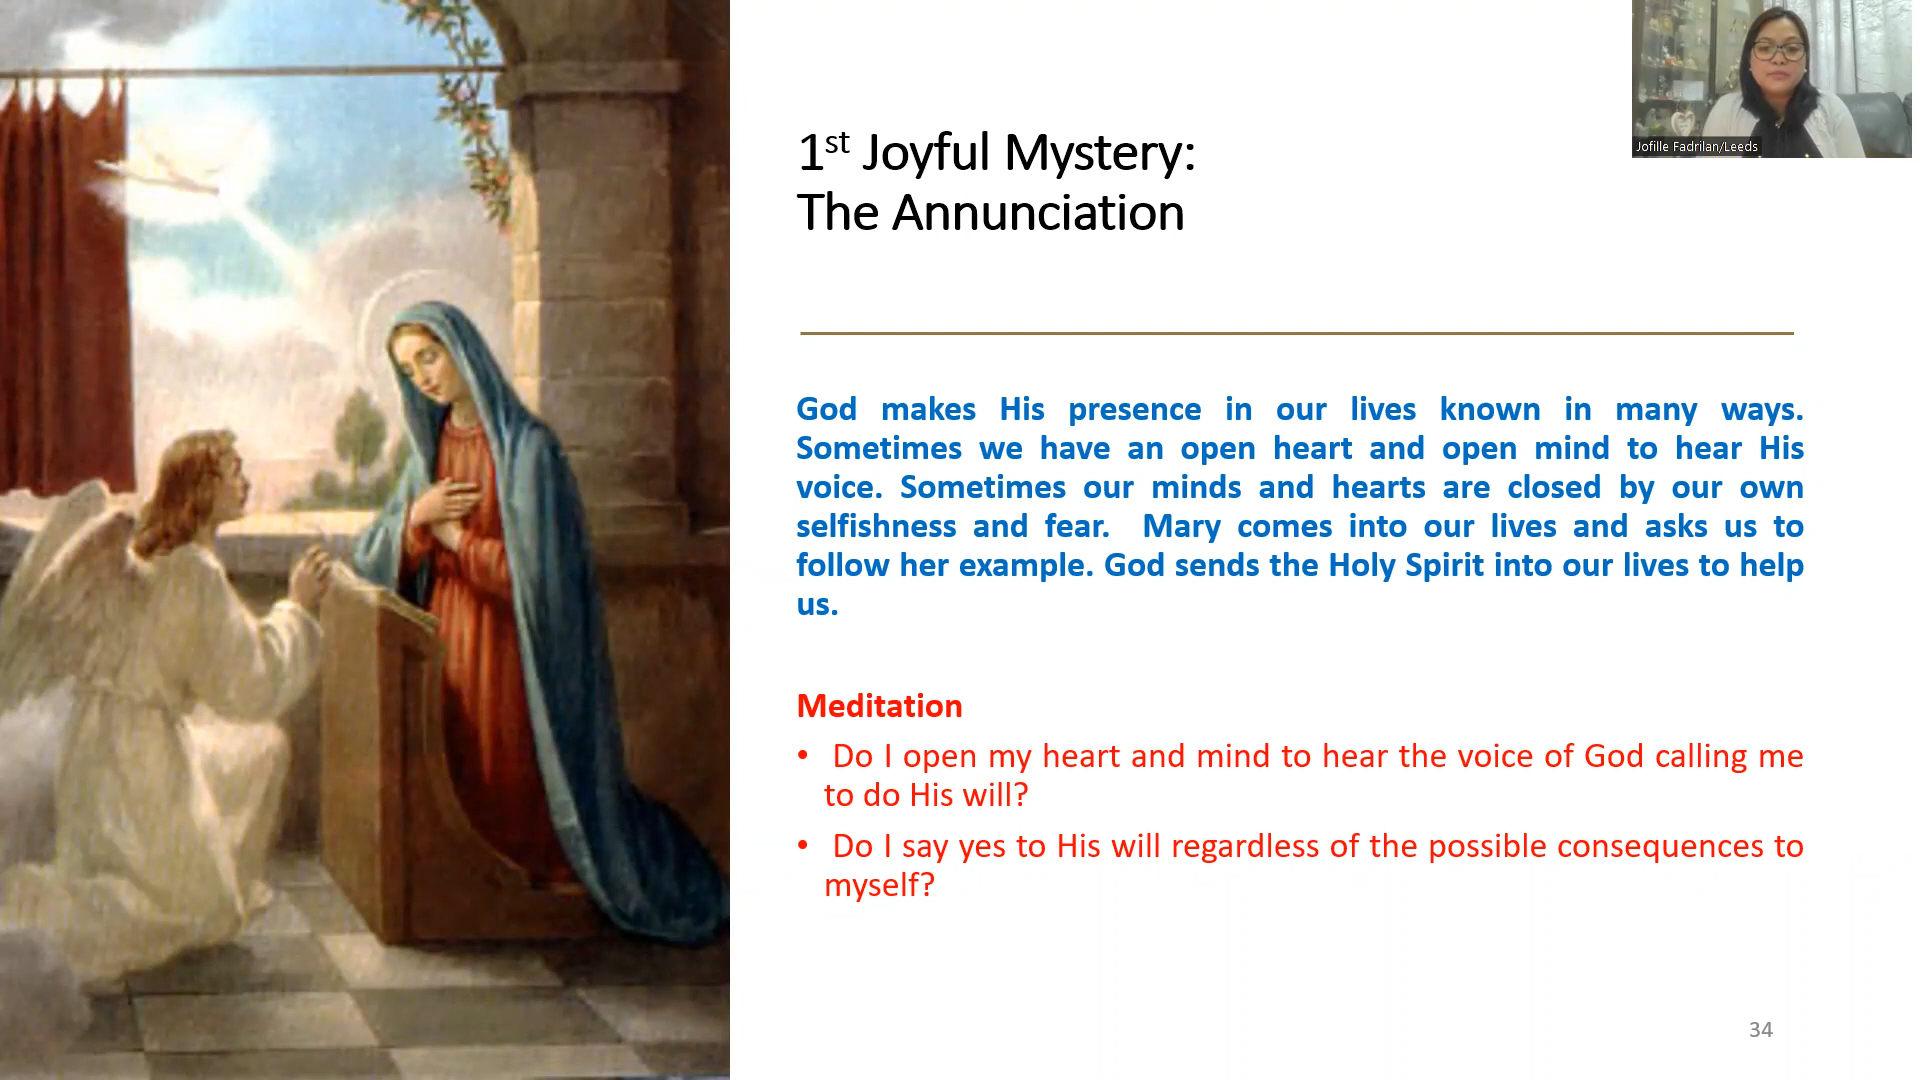 Jofille Fadrilan/Leeds
1st Joyful Mystery:
The Annunciation
God makes His presence in our lives known in many ways.
Sometimes we have an open heart and open mind to hear His
voice. Sometimes our minds and hearts are closed by our own
selfishness and fear. Mary comes into our lives and asks us to
follow her example. God sends the Holy Spirit into our lives to help
us.
Meditation
• Do I open my heart and mind to hear the voice of God calling me
to do His will?
• Do I say yes to His will regardless of the possible consequences to
myself?
34